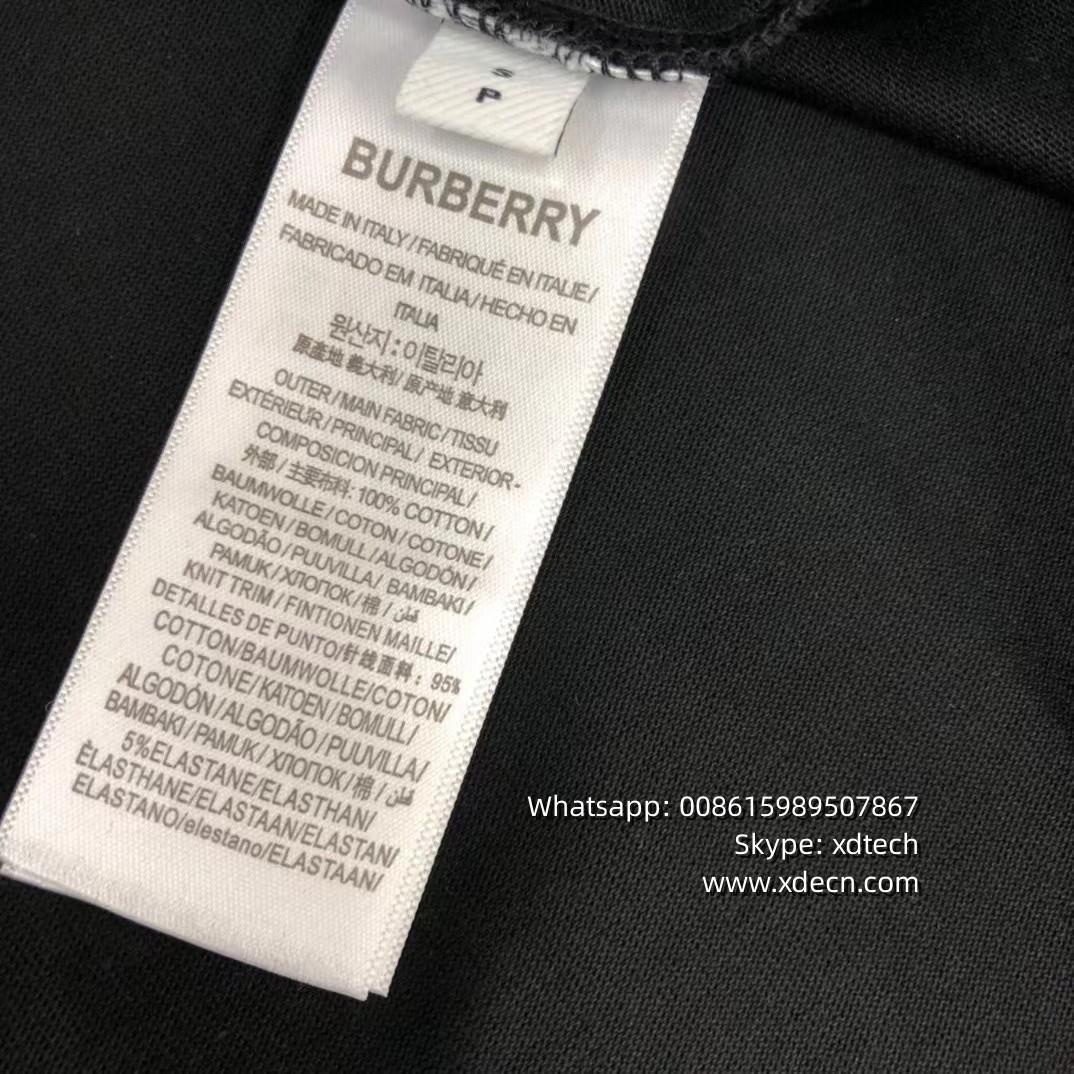 S
P
BURBERRY
MADE IN ITALY / FABRIQUÉ EN ITALIE /
FABRICADO EM ITALIA / HECHO EN
ITALIA
원산지 : 이탈리아
原產地 義大利 / 原产地 意大利
OUTER / MAIN FABRIC / TISSU
EXTÉRIEUR / PRINCIPAL / EXTERIOR-
COMPOSICION PRINCIPAL /
外部 / 主要布料: 100% COTTON /
BAUMWOLLE / COTON / COTONE /
KATOEN / BOMULL / ALGODÓN /
ALGODÃO / PUUVILLA / BAMBAKI /
PAMUK / ХЛОПОК / 棉 / قطن
KNIT TRIM / FINTIONEN MAILLE/
DETALLES DE PUNTO/针线面料 : 95%
COTTON/BAUMWOLLE/COTON/
COTONE/KATOEN / BOMULL/
ALGODÓN / ALGODÃO / PUUVILLA/
BAMBAKI / PAMUK / ХЛОПОК / 棉 / قطن
5%ELASTANE/ELASTHAN/
ÉLASTHANE/ELASTAAN/ELASTAN/
ELASTANO/elestano/ELASTAAN/
Whatsapp: 008615989507867
Skype: xdtech
www.xdecn.com